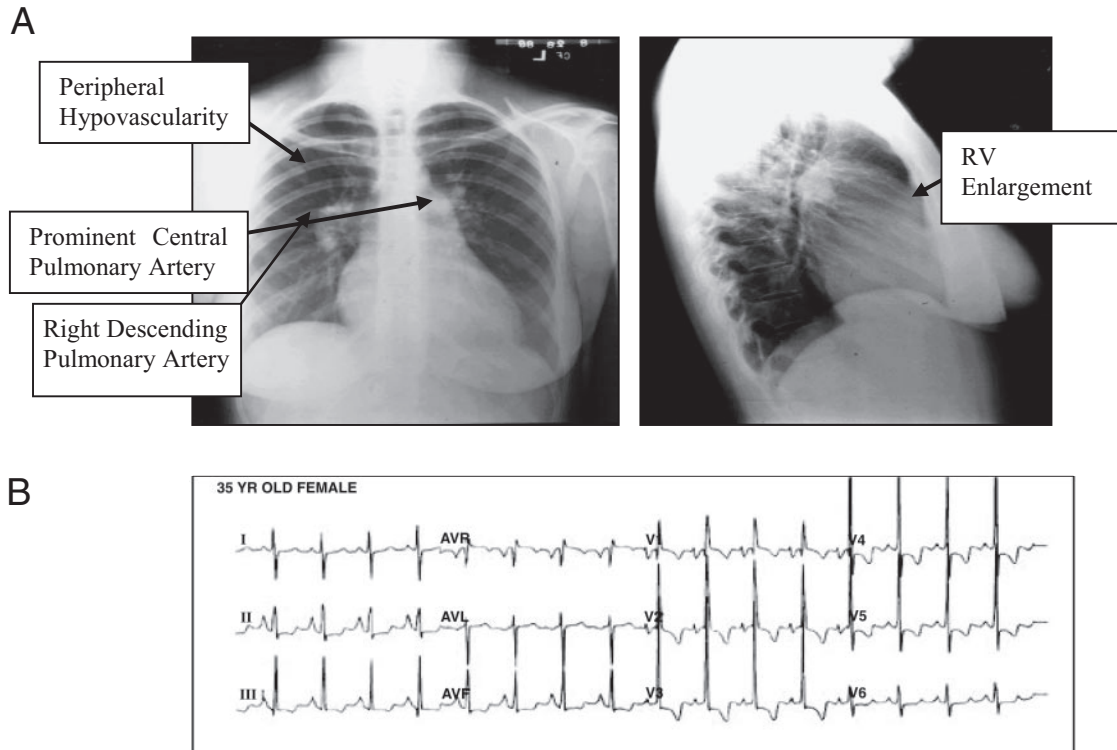 A
Peripheral
Hypovascularity
Prominent Central
Pulmonary Artery
Right Descending
Pulmonary Artery
L
RV
Enlargement
B
35 YR OLD FEMALE
I AVR V1 V4
II AVL V2 V5
III AVF V3 V6